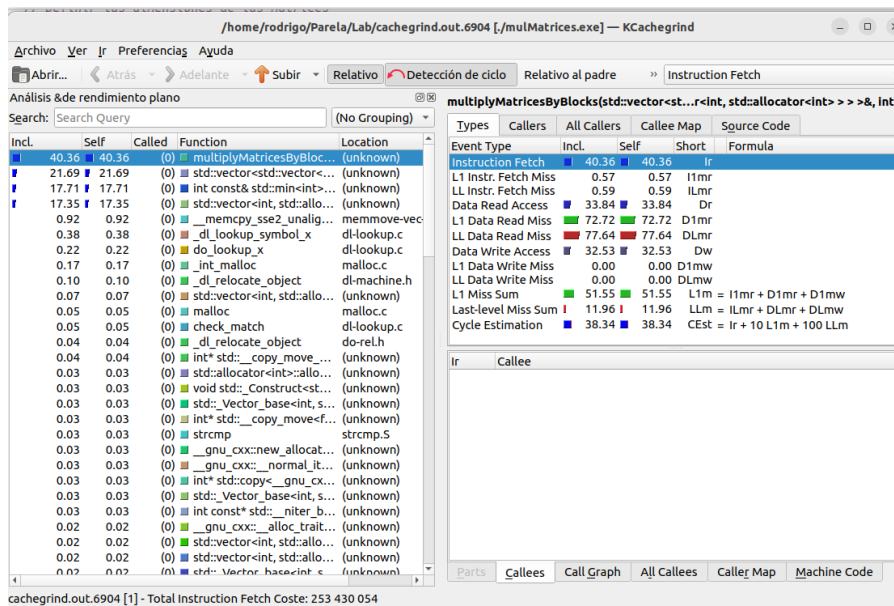 /home/rodrigo/Parela/Lab/cachegrind.out.6904 [./mulMatrices.exe] — KCachegrind
Archivo Ver Ir Preferencias Ayuda
Abrir... Atrás Adelante Subir Relativo Detección de ciclo Relativo al padre » Instruction Fetch
Análisis &de rendimiento plano
Search: Search Query (No Grouping)
Incl. Self Called Function Location
40.36 40.36 (0) multiplyMatricesByBloc... (unknown)
21.69 21.69 (0) std::vector<std::vector<... (unknown)
17.71 17.71 (0) int const& std::min<int>... (unknown)
17.35 17.35 (0) std::vector<int, std::allo... (unknown)
0.92 0.92 (0) __memcpy_sse2_unalig... memmove-vec-
0.38 0.38 (0) _dl_lookup_symbol_x dl-lookup.c
0.22 0.22 (0) do_lookup_x dl-lookup.c
0.17 0.17 (0) _int_malloc malloc.c
0.10 0.10 (0) _dl_relocate_object dl-machine.h
0.07 0.07 (0) std::vector<int, std::allo... (unknown)
0.05 0.05 (0) malloc malloc.c
0.05 0.05 (0) check_match dl-lookup.c
0.04 0.04 (0) _dl_relocate_object do-rel.h
0.04 0.04 (0) int* std::__copy_move_... (unknown)
0.03 0.03 (0) std::allocator<int>::allo... (unknown)
0.03 0.03 (0) void std::_Construct<st... (unknown)
0.03 0.03 (0) std::_Vector_base<int, s... (unknown)
0.03 0.03 (0) int* std::__copy_move<f... (unknown)
0.03 0.03 (0) strcmp strcmp.S
0.03 0.03 (0) __gnu_cxx::new_allocat... (unknown)
0.03 0.03 (0) __gnu_cxx::__normal_it... (unknown)
0.03 0.03 (0) int* std::copy<__gnu_cx... (unknown)
0.03 0.03 (0) std::_Vector_base<int, s... (unknown)
0.03 0.03 (0) int const* std::__niter_b... (unknown)
0.02 0.02 (0) __gnu_cxx::__alloc_trait... (unknown)
0.02 0.02 (0) std::vector<int, std::allo... (unknown)
0.02 0.02 (0) std::vector<int, std::allo... (unknown)
0.02 0.02 (0) std::_Vector_base<int, s... (unknown)
multiplyMatricesByBlocks(std::vector<st...r<int, std::allocator<int> > > >&, int
Types Callers All Callers Callee Map Source Code
Event Type Incl. Self Short Formula
Instruction Fetch 40.36 40.36 Ir
L1 Instr. Fetch Miss 0.57 0.57 I1mr
LL Instr. Fetch Miss 0.59 0.59 ILmr
Data Read Access 33.84 33.84 Dr
L1 Data Read Miss 72.72 72.72 D1mr
LL Data Read Miss 77.64 77.64 DLmr
Data Write Access 32.53 32.53 Dw
L1 Data Write Miss 0.00 0.00 D1mw
LL Data Write Miss 0.00 0.00 DLmw
L1 Miss Sum 51.55 51.55 L1m = I1mr + D1mr + D1mw
Last-level Miss Sum 11.96 11.96 LLm = ILmr + DLmr + DLmw
Cycle Estimation 38.34 38.34 CEst = Ir + 10 L1m + 100 LLm
Ir Callee
Parts Callees Call Graph All Callees Caller Map Machine Code
cachegrind.out.6904 [1] - Total Instruction Fetch Coste: 253 430 054